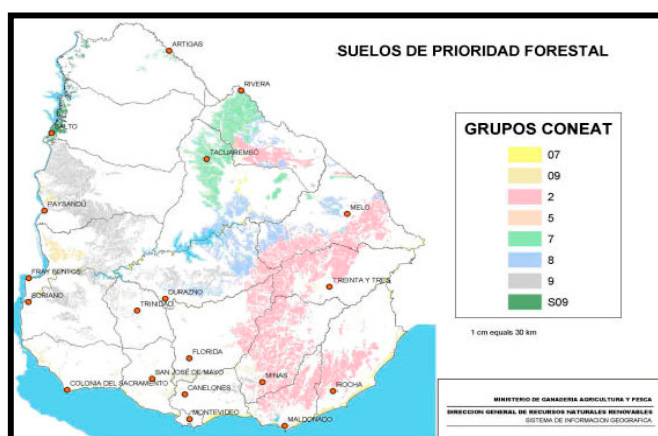 SUELOS DE PRIORIDAD FORESTAL
ARTIGAS
RIVERA
SALTO
TACUAREMBÓ
PAYSANDÚ
MELO
FRAY BENTOS
SORIANO
TRINIDAD
DURAZNO
TREINTA Y TRES
FLORIDA
SAN JOSÉ DE MAYO
COLONIA DEL SACRAMENTO
CANELONES
MINAS
ROCHA
MONTEVIDEO
MALDONADO
GRUPOS CONEAT
07
09
2
5
7
8
9
S09
1 cm equals 30 km
MINISTERIO DE GANADERIA AGRICULTURA Y PESCA
DIRECCION GENERAL DE RECURSOS NATURALES RENOVABLES
SISTEMA DE INFORMACION GEOGRAFICA